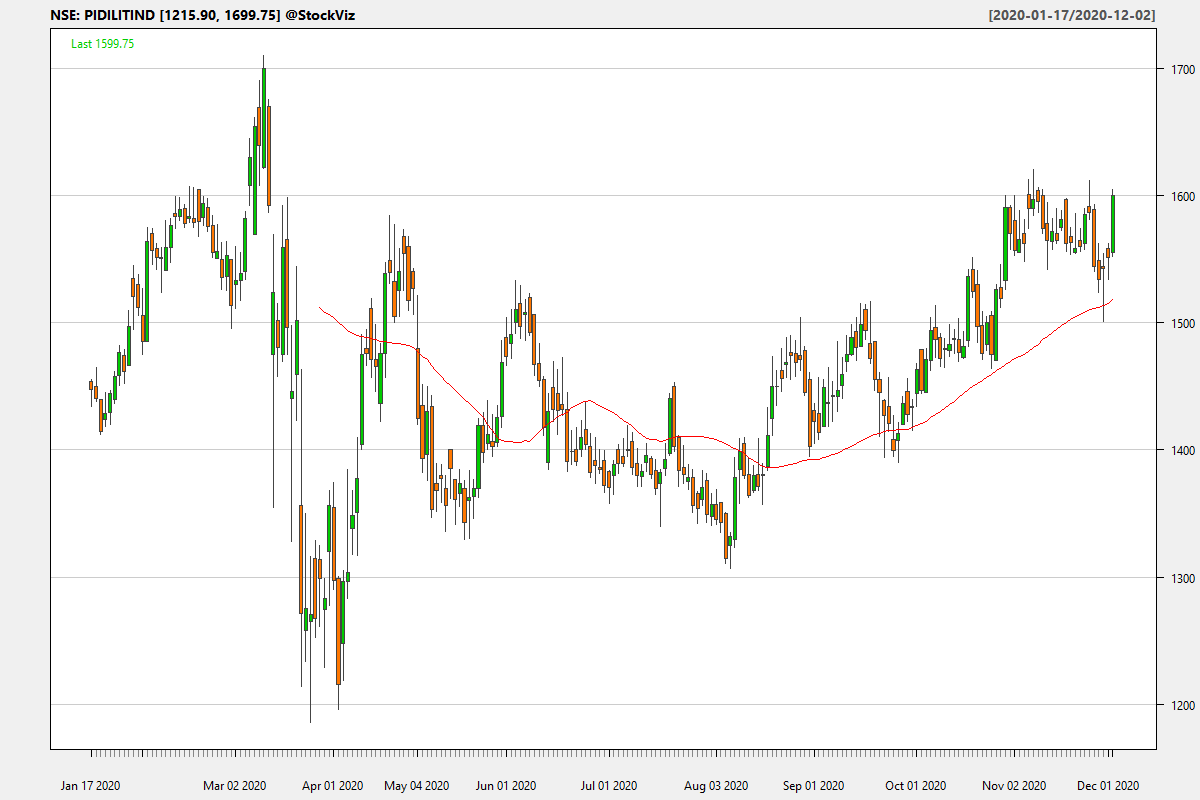 NSE: PIDILITIND [1215.90, 1699.75] @StockViz [2020-01-17/2020-12-02]
Last 1599.75
1700
1600
1500
1400
1300
1200
Jan 17 2020 Mar 02 2020 Apr 01 2020 May 04 2020 Jun 01 2020 Jul 01 2020 Aug 03 2020 Sep 01 2020 Oct 01 2020 Nov 02 2020 Dec 01 2020